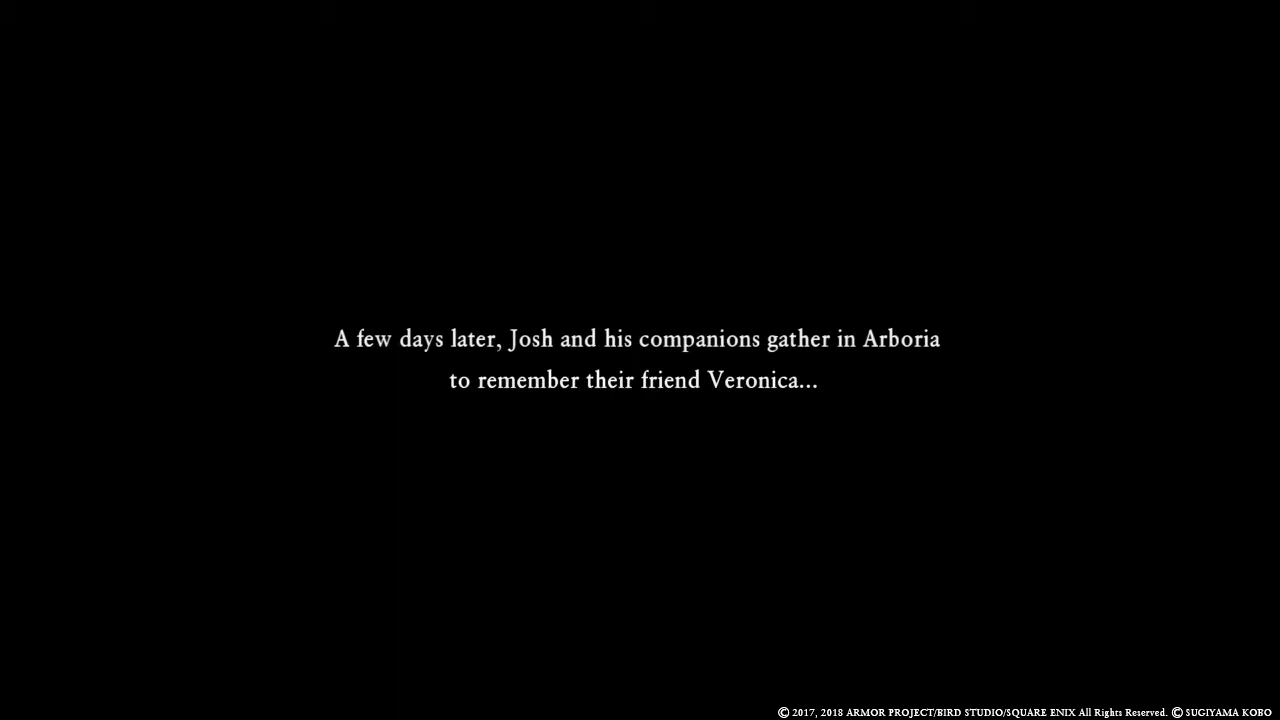 A few days later, Josh and his companions gather in Arboria
to remember their friend Veronica...
© 2017, 2018 ARMOR PROJECT/BIRD STUDIO/SQUARE ENIX All Rights Reserved. © SUGIYAMA KOBO